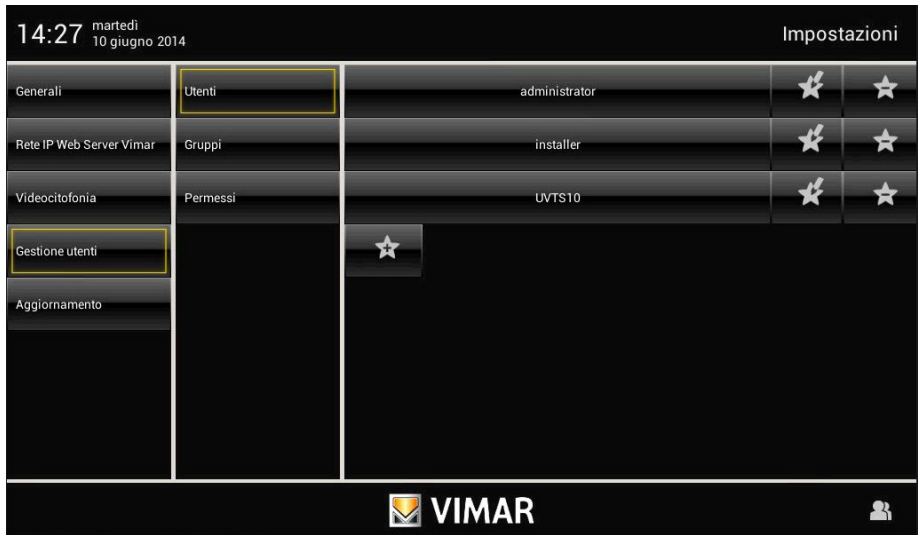 14:27
martedì
10 giugno 2014
Impostazioni
Generali
Utenti
administrator
Rete IP Web Server Vimar
Gruppi
installer
Videocitofonia
Permessi
UVTS10
Gestione utenti
Aggiornamento
VIMAR